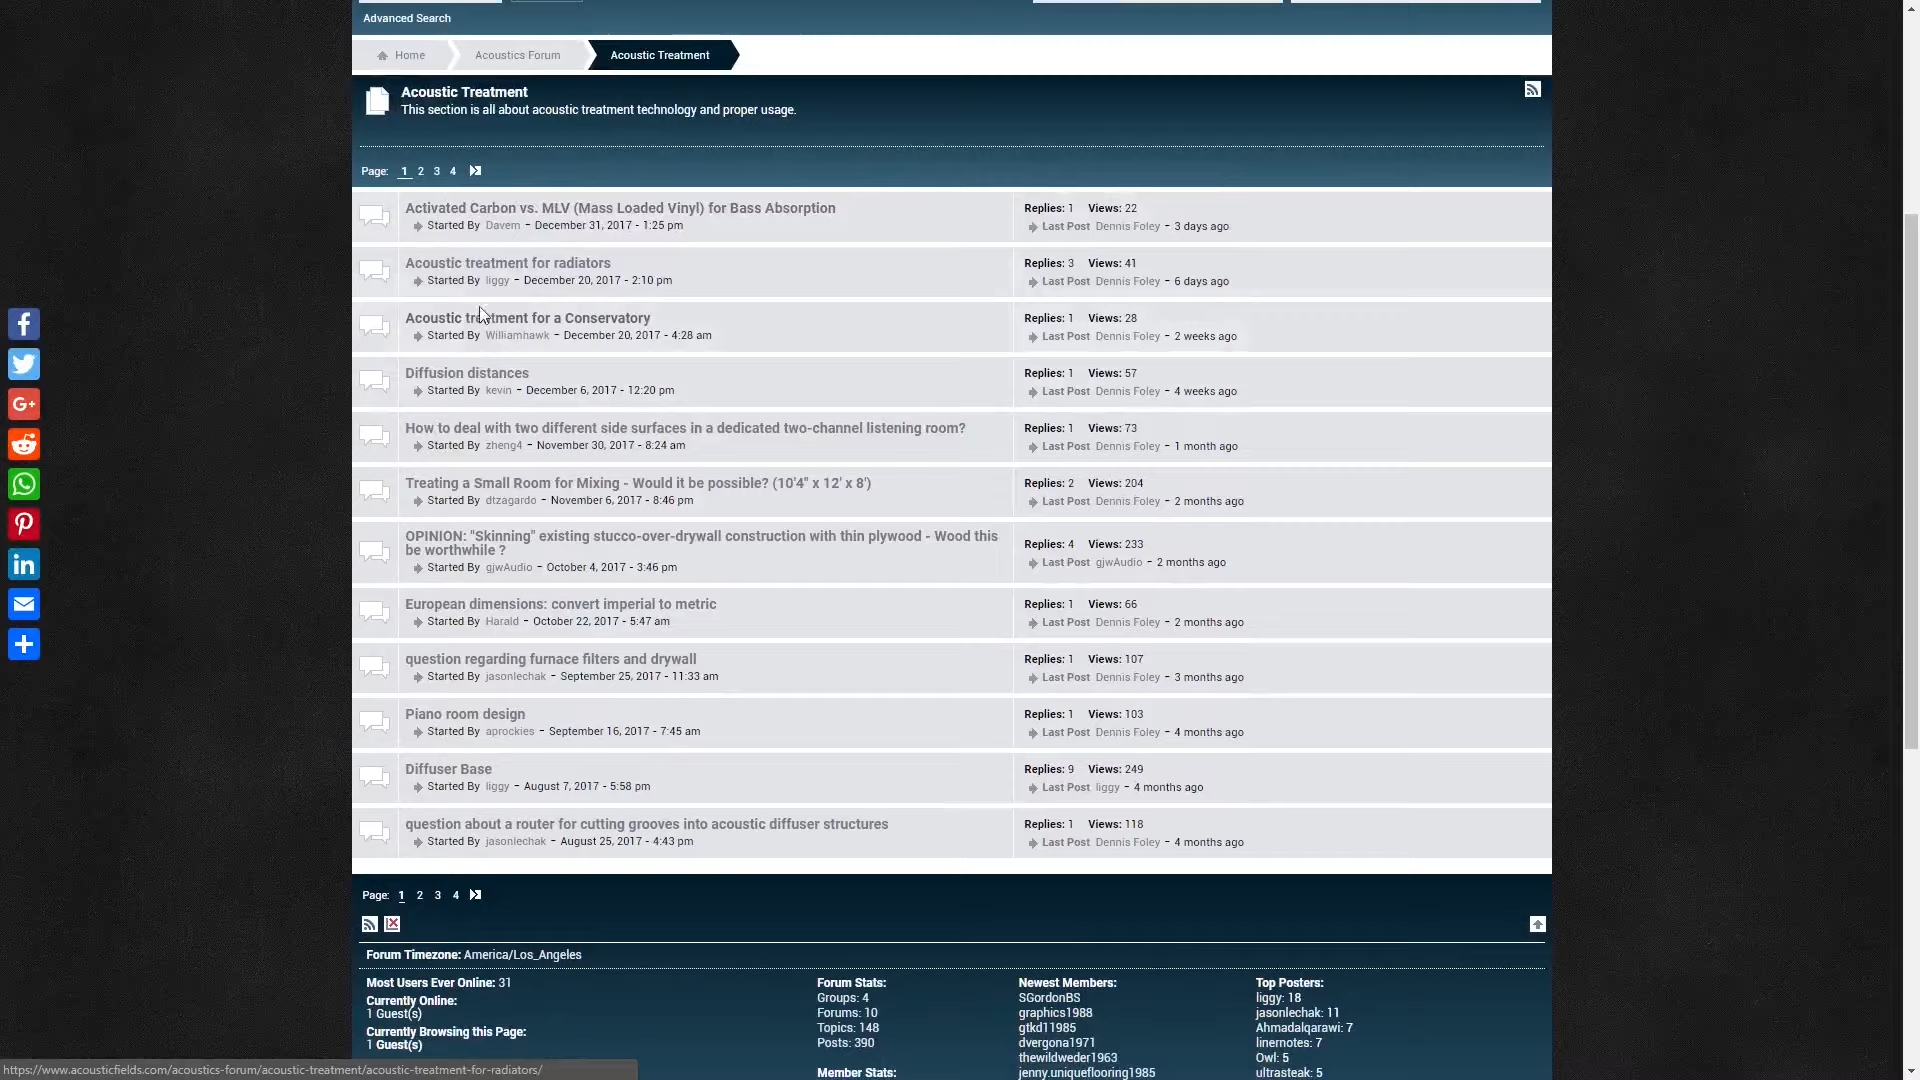 Advanced Search
Home
Acoustics Forum
Acoustic Treatment
Acoustic Treatment
This section is all about acoustic treatment technology and proper usage.
Page: 1 2 3 4
Activated Carbon vs. MLV (Mass Loaded Vinyl) for Bass Absorption
Started By Davem - December 31, 2017 - 1:25 pm
Replies: 1 Views: 22
Last Post Dennis Foley - 3 days ago
Acoustic treatment for radiators
Started By liggy - December 20, 2017 - 2:10 pm
Replies: 3 Views: 41
Last Post Dennis Foley - 6 days ago
Acoustic treatment for a Conservatory
Started By Williamhawk - December 20, 2017 - 4:28 am
Replies: 1 Views: 28
Last Post Dennis Foley - 2 weeks ago
Diffusion distances
Started By kevin - December 6, 2017 - 12:20 pm
Replies: 1 Views: 57
Last Post Dennis Foley - 4 weeks ago
How to deal with two different side surfaces in a dedicated two-channel listening room?
Started By zheng4 - November 30, 2017 - 8:24 am
Replies: 1 Views: 73
Last Post Dennis Foley - 1 month ago
Treating a Small Room for Mixing - Would it be possible? (10'4" x 12' x 8')
Started By dtzagardo - November 6, 2017 - 8:46 pm
Replies: 2 Views: 204
Last Post Dennis Foley - 2 months ago
OPINION: "Skinning" existing stucco-over-drywall construction with thin plywood - Wood this
be worthwhile ?
Started By gjwAudio - October 4, 2017 - 3:46 pm
Replies: 4 Views: 233
Last Post gjwAudio - 2 months ago
European dimensions: convert imperial to metric
Started By Harald - October 22, 2017 - 5:47 am
Replies: 1 Views: 66
Last Post Dennis Foley - 2 months ago
question regarding furnace filters and drywall
Started By jasonlechak - September 25, 2017 - 11:33 am
Replies: 1 Views: 107
Last Post Dennis Foley - 3 months ago
Piano room design
Started By aprockies - September 16, 2017 - 7:45 am
Replies: 1 Views: 103
Last Post Dennis Foley - 4 months ago
Diffuser Base
Started By liggy - August 7, 2017 - 5:58 pm
Replies: 9 Views: 249
Last Post liggy - 4 months ago
question about a router for cutting grooves into acoustic diffuser structures
Started By jasonlechak - August 25, 2017 - 4:43 pm
Replies: 1 Views: 118
Last Post Dennis Foley - 4 months ago
Page: 1 2 3 4
Forum Timezone: America/Los_Angeles
Most Users Ever Online: 31
Currently Online:
1 Guest(s)
Currently Browsing this Page:
1 Guest(s)
Forum Stats:
Groups: 4
Forums: 10
Topics: 148
Posts: 390
Member Stats:
Newest Members:
SGordonBS
graphics1988
gtkd11985
dvergona1971
thewildweder1963
jenny.uniqueflooring1985
Top Posters:
liggy: 18
jasonlechak: 11
Ahmadalqarawi: 7
linernotes: 7
Owl: 5
ultrasteak: 5
https://www.acousticfields.com/acoustics-forum/acoustic-treatment/acoustic-treatment-for-radiators/